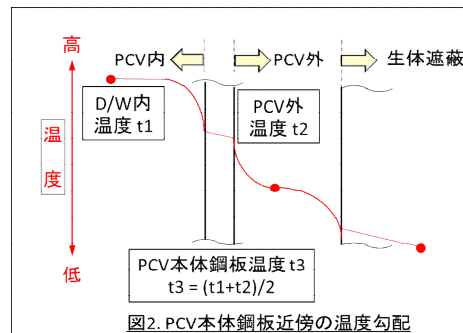 高
PCV内
PCV外
生体遮蔽
D/W内
温度 t1
PCV外
温度 t2
温度
低
PCV本体鋼板温度 t3
t3 = (t1+t2)/2
図2. PCV本体鋼板近傍の温度勾配